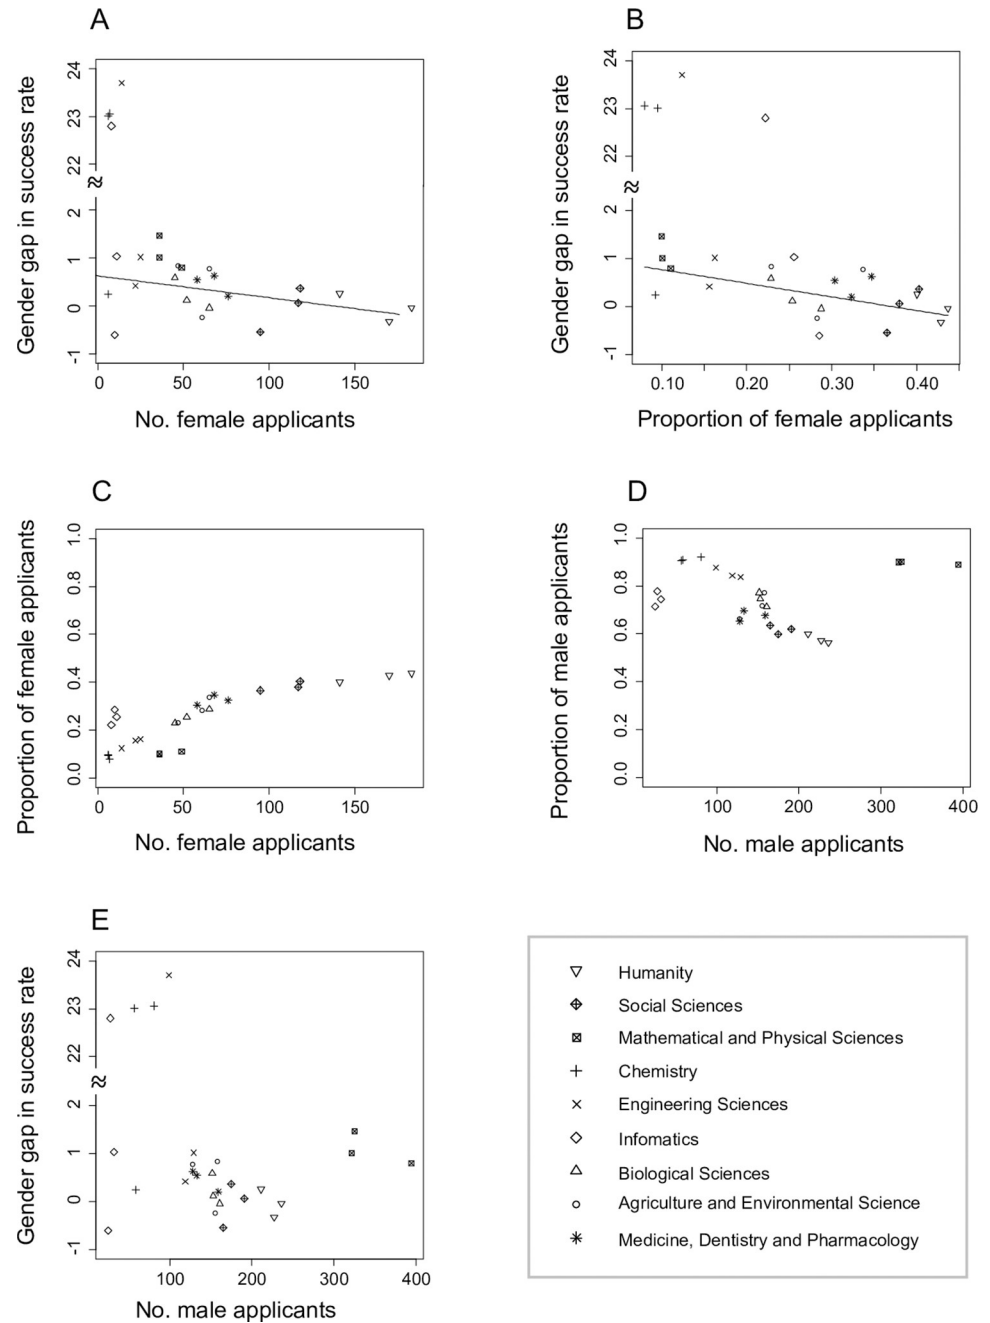 A
Gender gap in success rate
24
23
22
2
1
0
-1
0
50
100
150
No. female applicants
B
Gender gap in success rate
24
23
22
2
1
0
-1
0.10
0.20
0.30
0.40
Proportion of female applicants
C
Proportion of female applicants
1.0
0.8
0.6
0.4
0.2
0.0
0
50
100
150
No. female applicants
D
Proportion of male applicants
1.0
0.8
0.6
0.4
0.2
0.0
100
200
300
400
No. male applicants
E
Gender gap in success rate
24
23
22
2
1
0
-1
100
200
300
400
No. male applicants
Humanity
Social Sciences
Mathematical and Physical Sciences
Chemistry
Engineering Sciences
Infomatics
Biological Sciences
Agriculture and Environmental Science
Medicine, Dentistry and Pharmacology